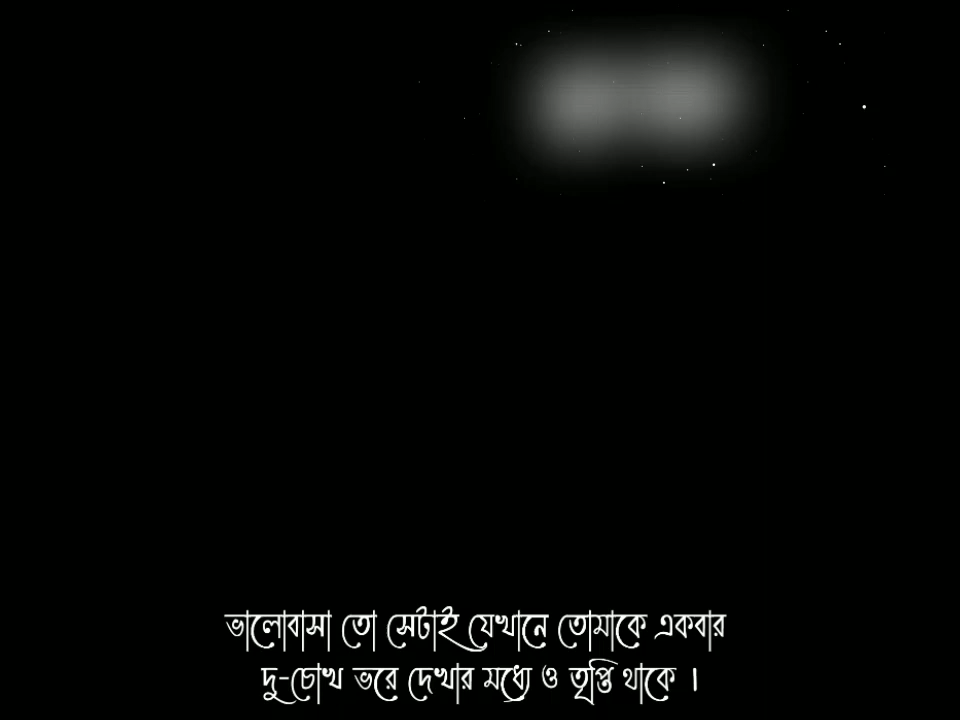 ভালোবাসা তো সেটাই যেখানে তোমাকে একবার
দু-চোখ ভরে দেখার মধ্যে ও তৃপ্তি থাকে ।